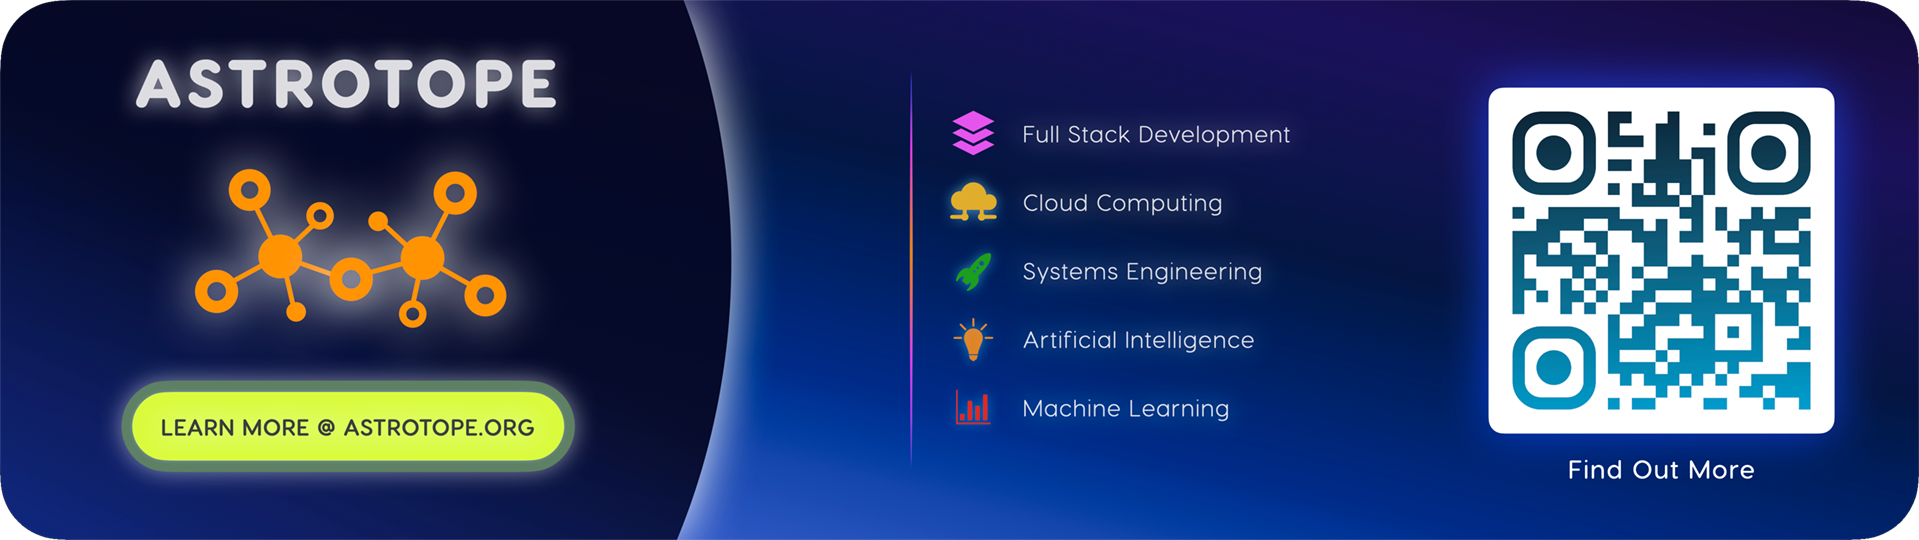 ASTROTOPE
LEARN MORE @ ASTROTOPE.ORG
Full Stack Development
Cloud Computing
Systems Engineering
Artificial Intelligence
Machine Learning
Find Out More